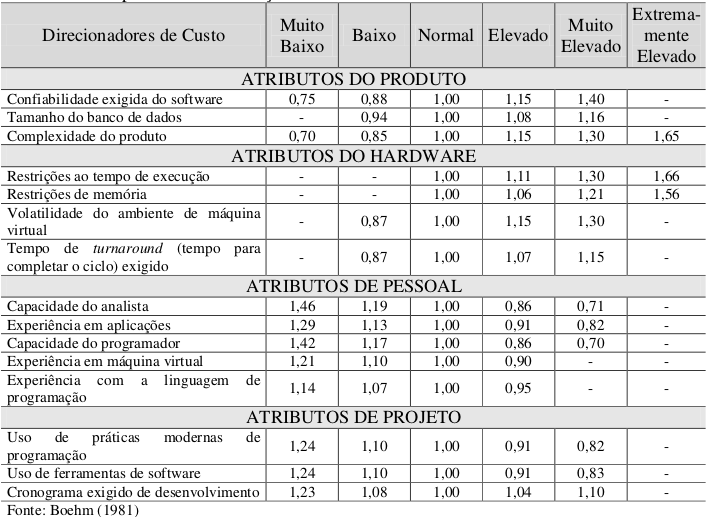 Direcionadores de Custo Muito Baixo Baixo Normal Elevado Muito Elevado Extrema-mente Elevado
ATRIBUTOS DO PRODUTO
Confiabilidade exigida do software 0,75 0,88 1,00 1,15 1,40 -
Tamanho do banco de dados - 0,94 1,00 1,08 1,16 -
Complexidade do produto 0,70 0,85 1,00 1,15 1,30 1,65
ATRIBUTOS DO HARDWARE
Restrições ao tempo de execução - - 1,00 1,11 1,30 1,66
Restrições de memória - - 1,00 1,06 1,21 1,56
Volatilidade do ambiente de máquina
virtual - 0,87 1,00 1,15 1,30 -
Tempo de turnaround (tempo para
completar o ciclo) exigido - 0,87 1,00 1,07 1,15 -
ATRIBUTOS DE PESSOAL
Capacidade do analista 1,46 1,19 1,00 0,86 0,71 -
Experiência em aplicações 1,29 1,13 1,00 0,91 0,82 -
Capacidade do programador 1,42 1,17 1,00 0,86 0,70 -
Experiência em máquina virtual 1,21 1,10 1,00 0,90 - -
Experiência com a linguagem de
programação 1,14 1,07 1,00 0,95 - -
ATRIBUTOS DE PROJETO
Uso de práticas modernas de
programação 1,24 1,10 1,00 0,91 0,82 -
Uso de ferramentas de software 1,24 1,10 1,00 0,91 0,83 -
Cronograma exigido de desenvolvimento 1,23 1,08 1,00 1,04 1,10 -
Fonte: Boehm (1981)